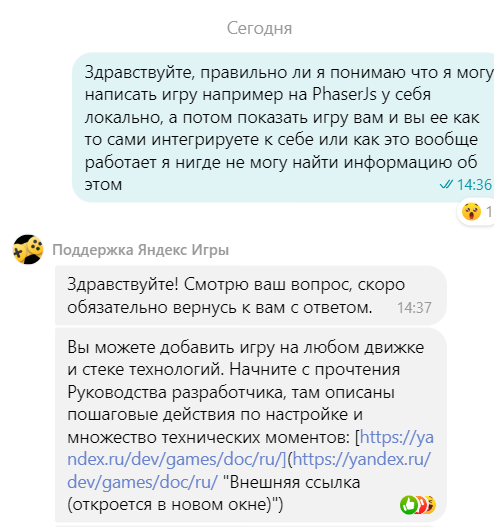 Сегодня
Здравствуйте, правильно ли я понимаю что я могу
написать игру например на PhaserJs у себя
локально, а потом показать игру вам и вы ее как
то сами интегрируете к себе или как это вообще
работает я нигде не могу найти информацию об
этом
14:36
1
Поддержка Яндекс Игры
Здравствуйте! Смотрю ваш вопрос, скоро
обязательно вернусь к вам с ответом.
14:37
Вы можете добавить игру на любом движке
и стеке технологий. Начните с прочтения
Руководства разработчика, там описаны
пошаговые действия по настройке и
множество технических моментов: [https://ya
ndex.ru/dev/games/doc/ru/](https://yandex.ru/
dev/games/doc/ru/ "Внешняя ссылка
(откроется в новом окне)")